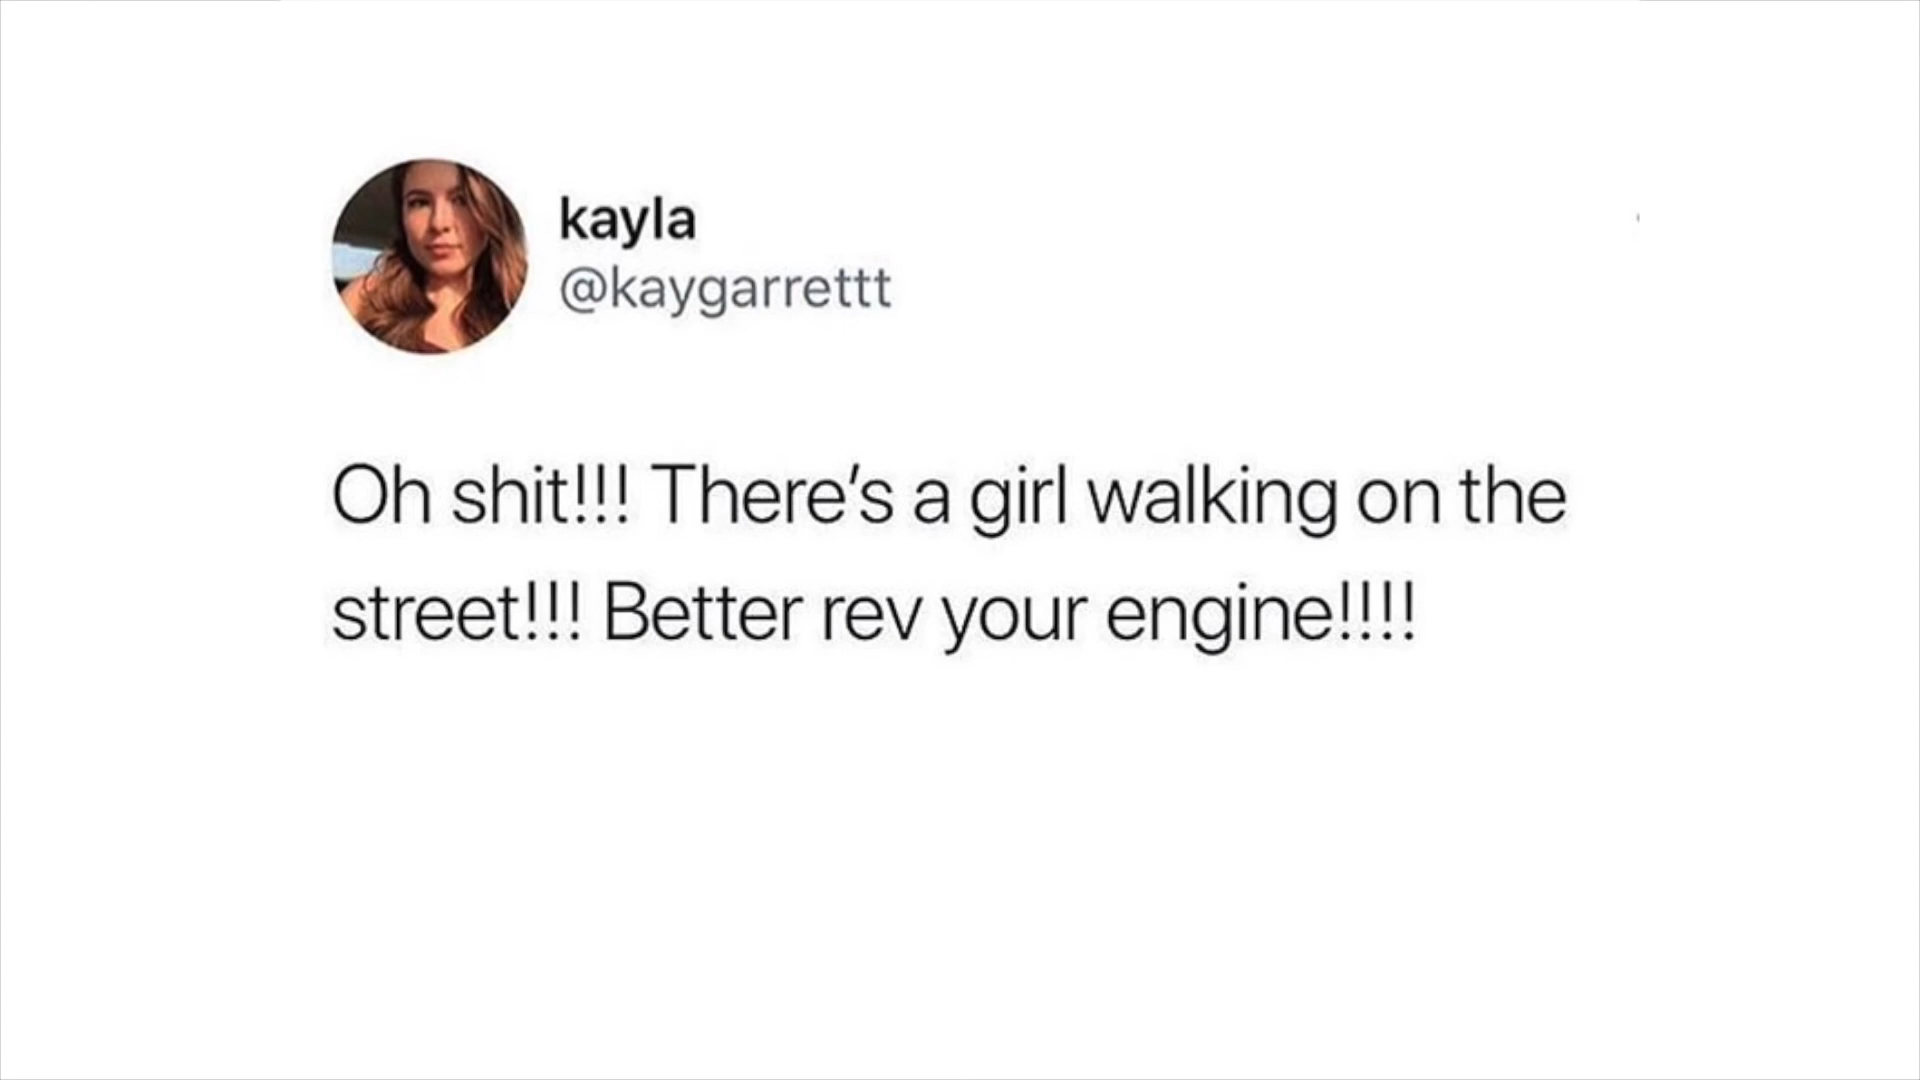 kayla
@kaygarrettt
Oh shit!!! There’s a girl walking on the
street!!! Better rev your engine!!!!